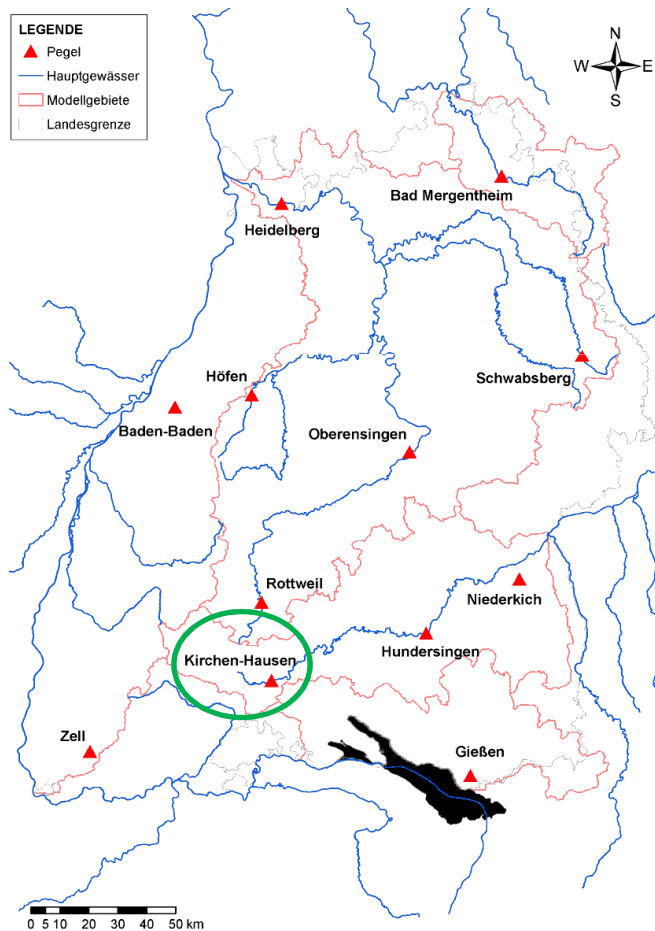 LEGENDE
Pegel
Hauptgewässer
Modellgebiete
Landesgrenze
N
W E
S
Bad Mergentheim
Heidelberg
Höfen
Schwabsberg
Baden-Baden
Oberensingen
Rottweil
Niederkich
Kirchen-Hausen
Hundersingen
Zell
Gießen
0 5 10 20 30 40 50 km